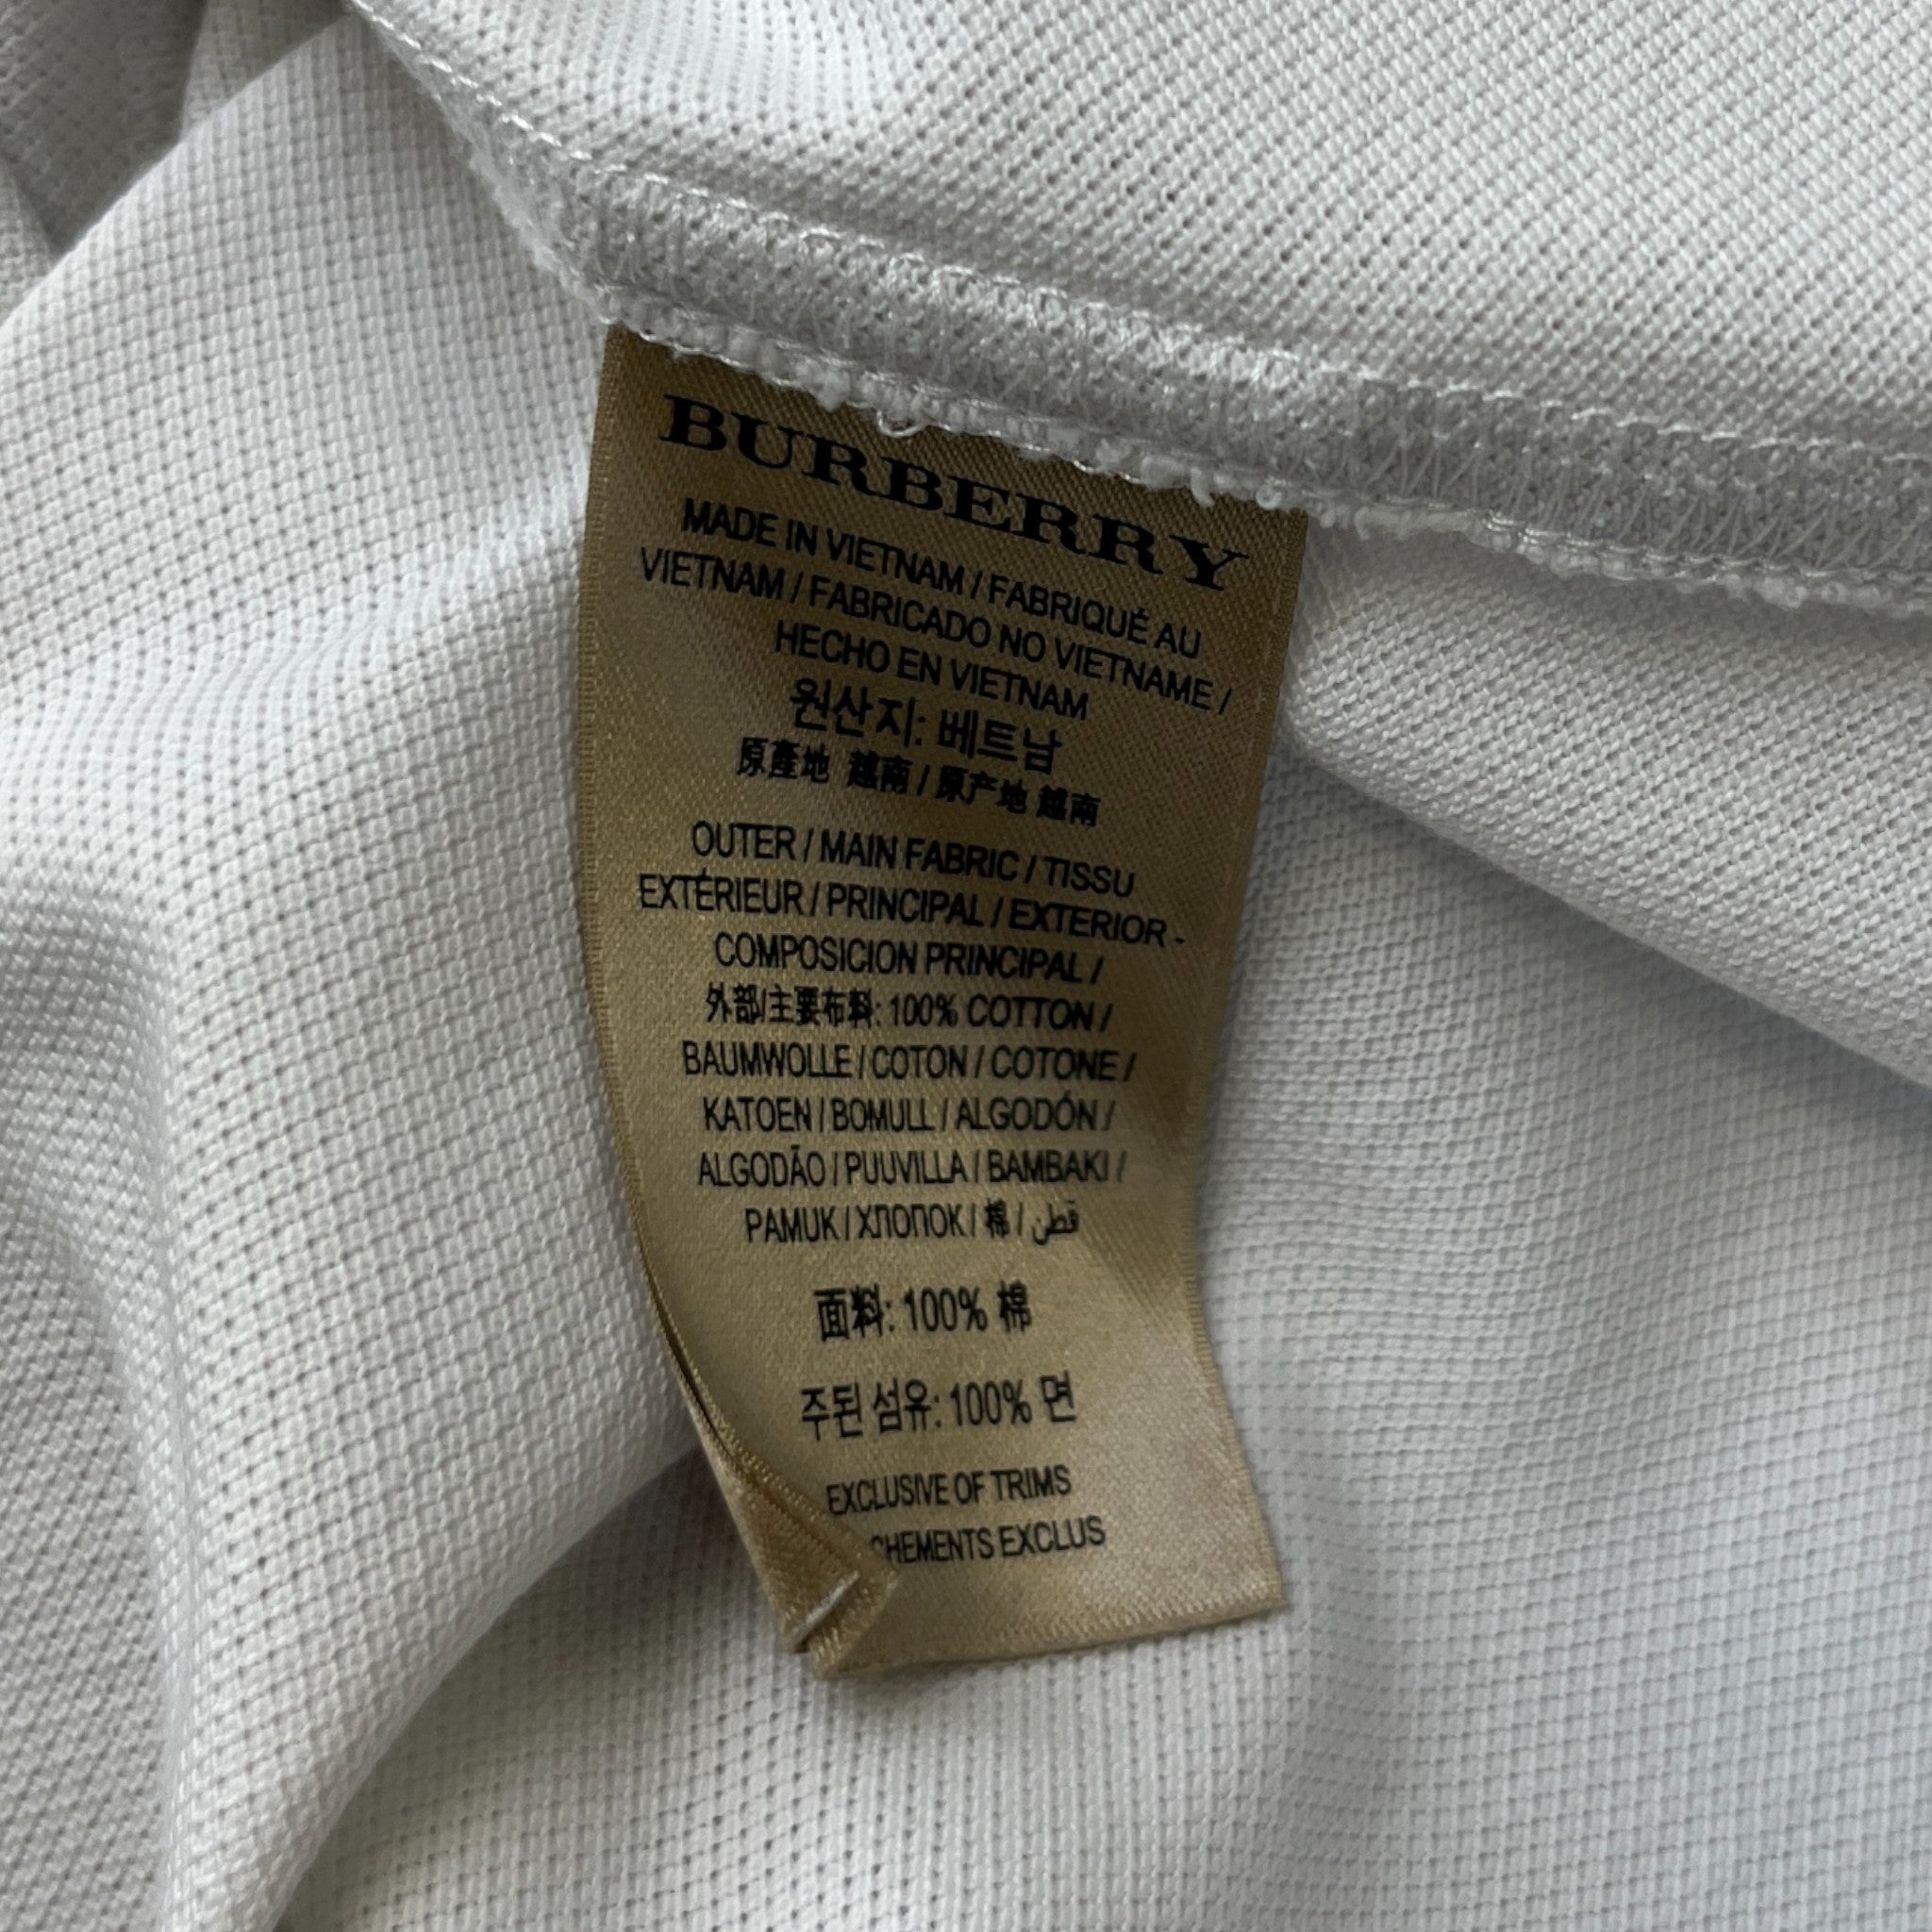 BURBERRY
MADE IN VIETNAM / FABRIQUÉ AU
VIETNAM / FABRICADO NO VIETNAME /
HECHO EN VIETNAM
원산지: 베트남
原產地 越南 / 原产地 越南
OUTER / MAIN FABRIC / TISSU
EXTÉRIEUR / PRINCIPAL / EXTERIOR -
COMPOSICION PRINCIPAL /
外部/主要布料: 100% COTTON /
BAUMWOLLE / COTON / COTONE /
KATOEN / BOMULL / ALGODÓN /
ALGODÃO / PUUVILLA / BAMBAKI /
PAMUK / ХЛОПОК / 棉 / قطن
面料: 100% 棉
주된 섬유: 100% 면
EXCLUSIVE OF TRIMS
EXCLUS